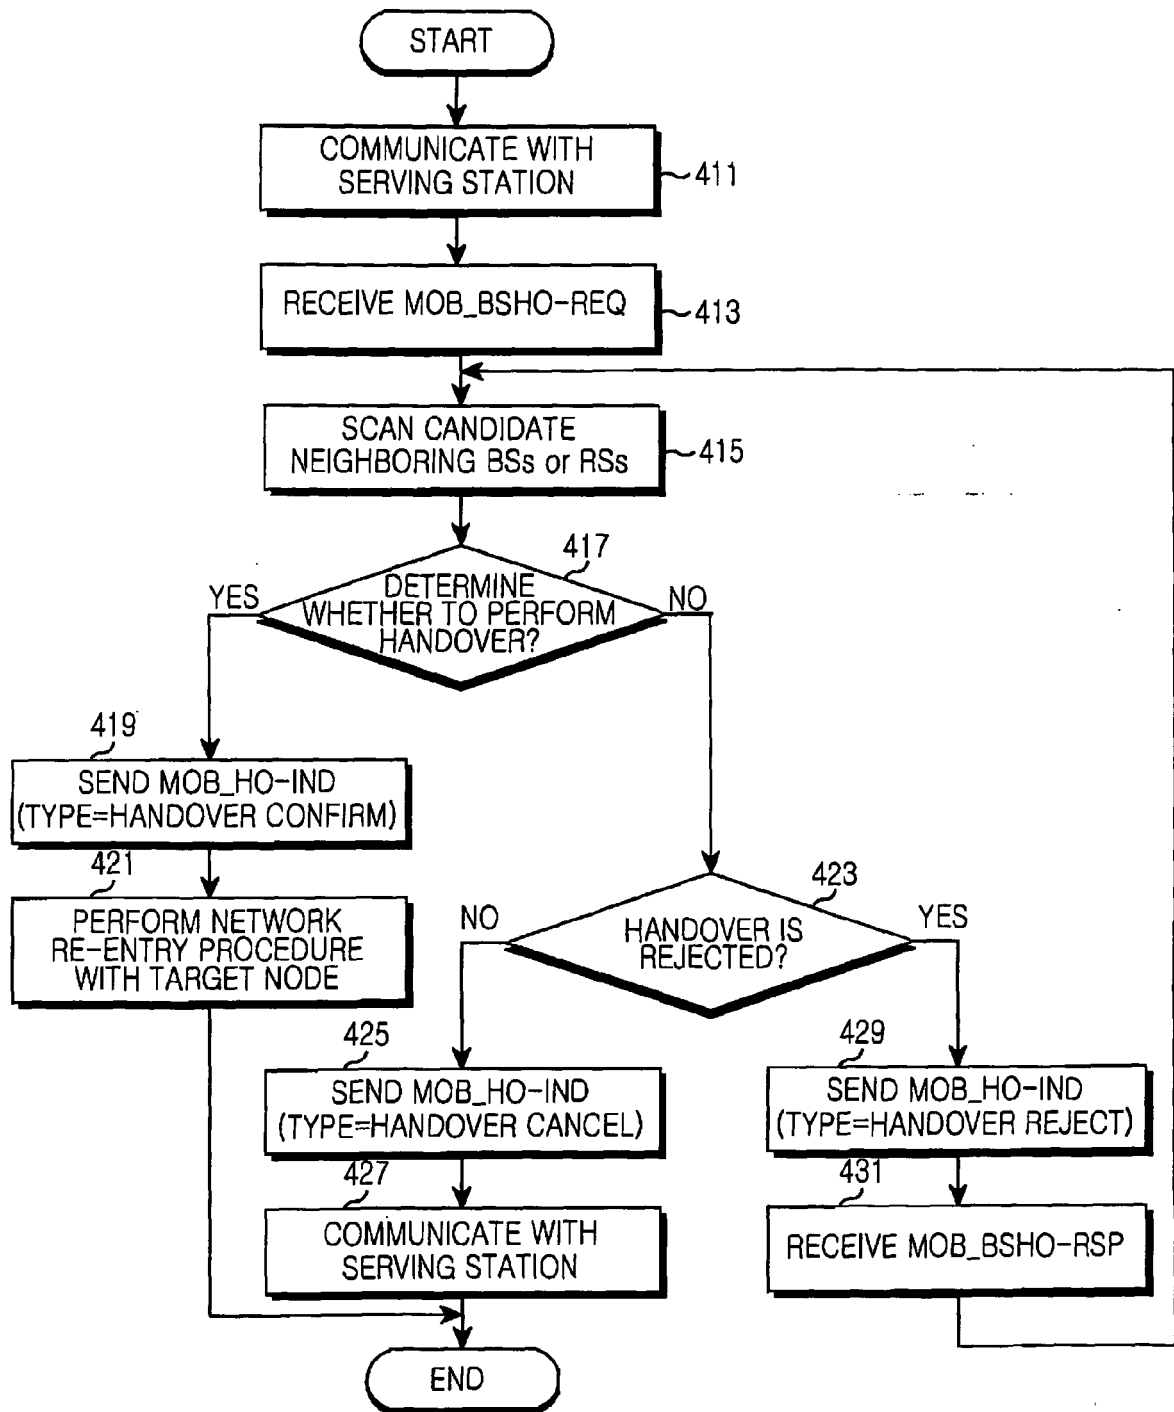 START
COMMUNICATE WITH
SERVING STATION
411
RECEIVE MOB_BSHO-REQ
413
SCAN CANDIDATE
NEIGHBORING BSs or RSs
415
417
YES
DETERMINE
WHETHER TO PERFORM
HANDOVER?
NO
419
SEND MOB_HO-IND
(TYPE=HANDOVER CONFIRM)
421
PERFORM NETWORK
RE-ENTRY PROCEDURE
WITH TARGET NODE
423
NO
HANDOVER IS
REJECTED?
YES
425
SEND MOB_HO-IND
(TYPE=HANDOVER CANCEL)
427
COMMUNICATE WITH
SERVING STATION
429
SEND MOB_HO-IND
(TYPE=HANDOVER REJECT)
431
RECEIVE MOB_BSHO-RSP
END